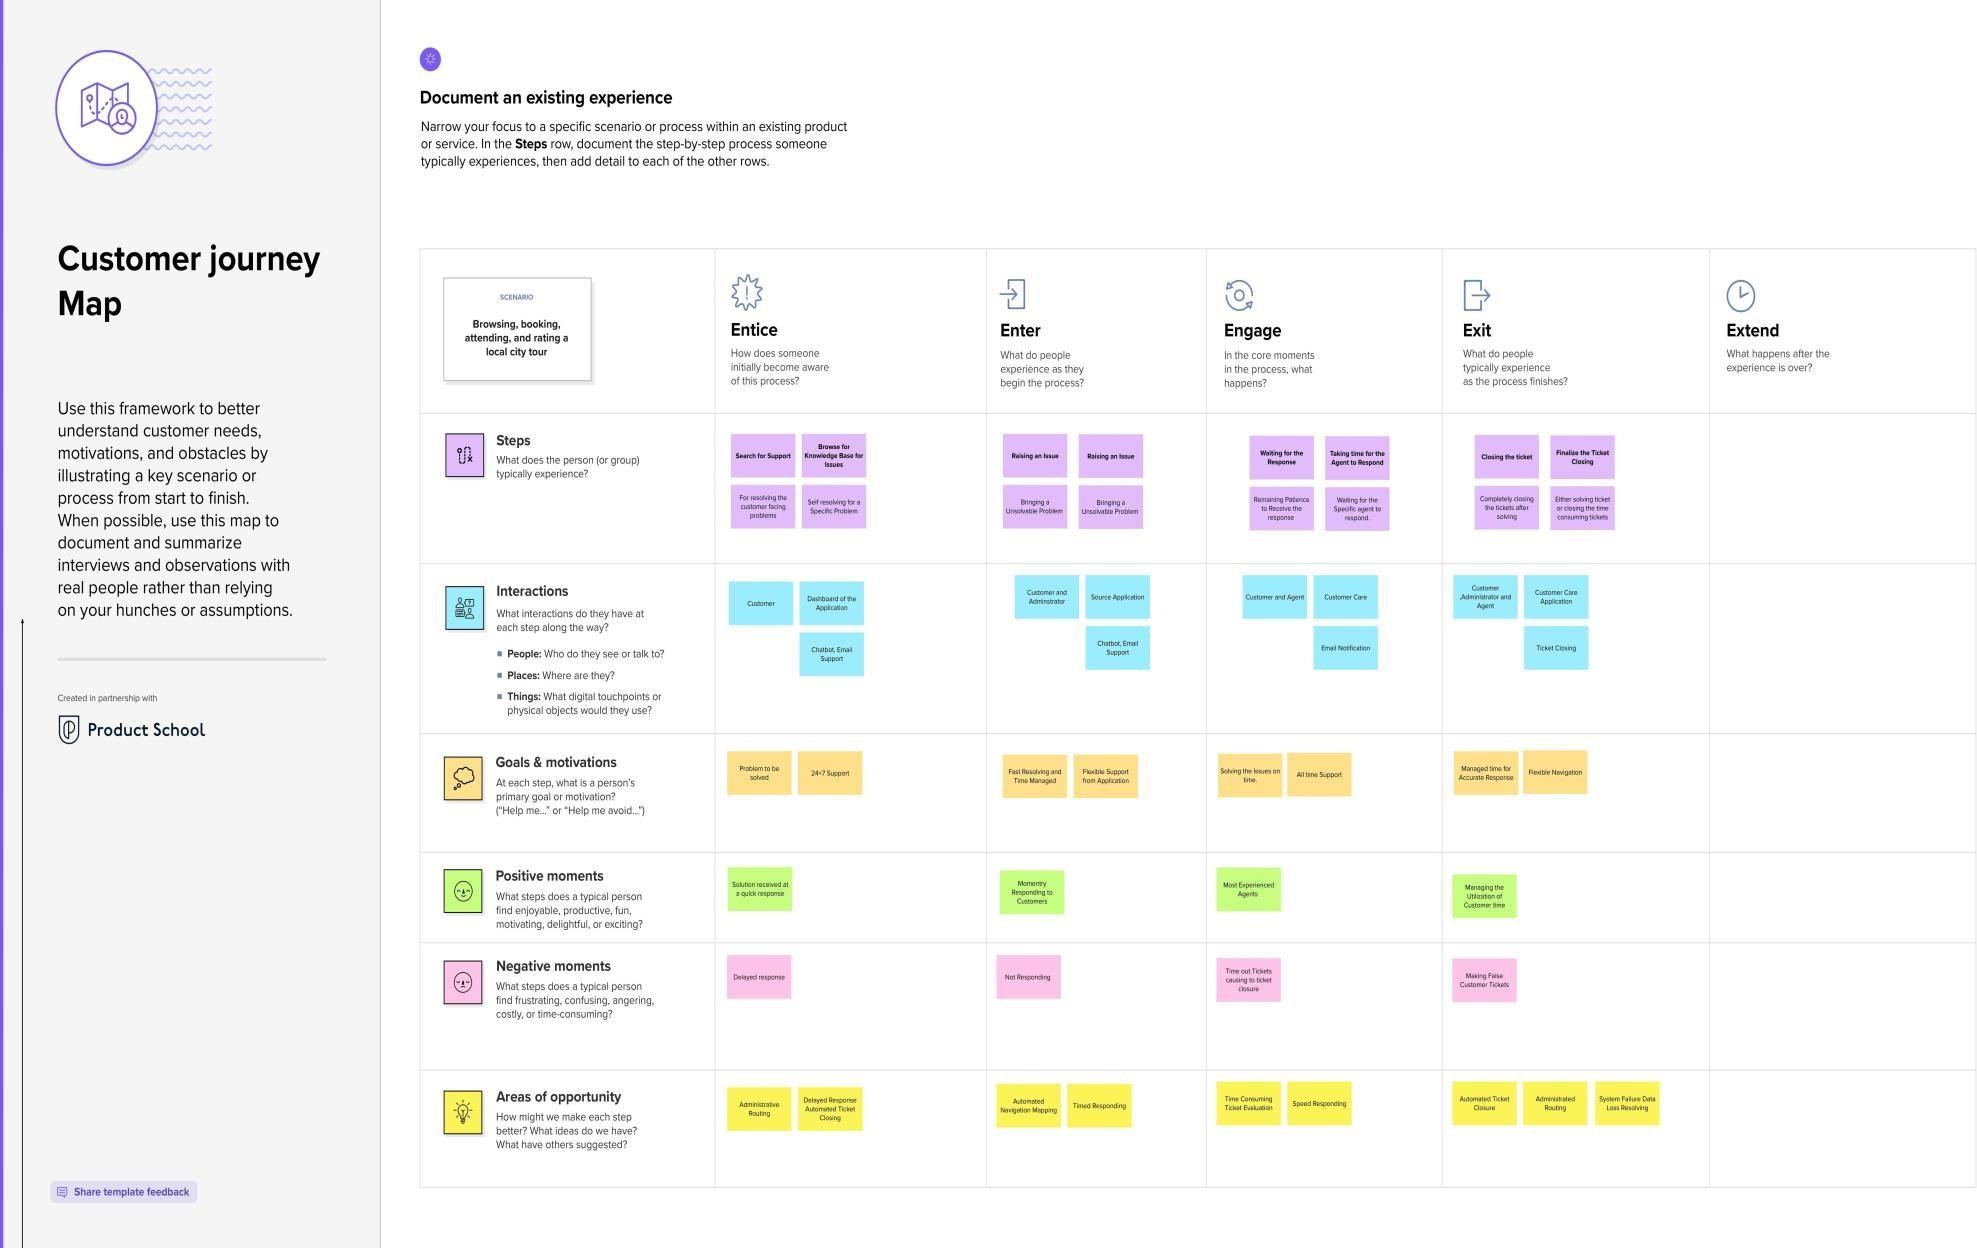 Customer journey
Map
Use this framework to better
understand customer needs,
motivations, and obstacles by
illustrating a key scenario or
process from start to finish.
When possible, use this map to
document and summarize
interviews and observations with
real people rather than relying
on your hunches or assumptions.
Created in partnership with
Product School
Share template feedback
Document an existing experience
Narrow your focus to a specific scenario or process within an existing product
or service. In the Steps row, document the step-by-step process someone
typically experiences, then add detail to each of the other rows.
SCENARIO
Browsing, booking,
attending, and rating a
local city tour
Entice
How does someone
initially become aware
of this process?
Enter
What do people
experience as they
begin the process?
Engage
In the core moments
in the process, what
happens?
Exit
What do people
typically experience
as the process finishes?
Extend
What happens after the
experience is over?
Steps
What does the person (or group)
typically experience?
Search for Support
Browse for
Knowledge Base for
Issues
For resolving the
customer facing
problems
Self resolving for a
Specific Problem
Raising an Issue
Raising an Issue
Bringing a
Unsolvable Problem
Bringing a
Unsolvable Problem
Waiting for the
Response
Taking time for the
Agent to Respond
Remaining Patience
to Receive the
response
Waiting for the
Specific agent to
respond.
Closing the ticket
Finalize the Ticket
Closing
Completely closing
the tickets after
solving
Either solving ticket
or closing the time
consuming tickets
Interactions
What interactions do they have at
each step along the way?
People: Who do they see or talk to?
Places: Where are they?
Things: What digital touchpoints or
physical objects would they use?
Customer
Dashboard of the
Application
Chatbot, Email
Support
Customer and
Adminstrator
Source Application
Chatbot, Email
Support
Customer and Agent
Customer Care
Email Notification
Customer
,Administrator and
Agent
Customer Care
Application
Ticket Closing
Goals & motivations
At each step, what is a person's
primary goal or motivation?
("Help me..." or "Help me avoid...")
Problem to be
solved
24*7 Support
Fast Resolving and
Time Managed
Flexible Support
from Application
Solving the Issues on
time.
All time Support
Managed time for
Accurate Response
Flexible Navigation
Positive moments
What steps does a typical person
find enjoyable, productive, fun,
motivating, delightful, or exciting?
Solution received at
a quick response
Momentry
Responding to
Customers
Most Experienced
Agents
Managing the
Utilization of
Customer time
Negative moments
What steps does a typical person
find frustrating, confusing, angering,
costly, or time-consuming?
Delayed response
Not Responding
Time out Tickets
causing to ticket
closure
Making False
Customer Tickets
Areas of opportunity
How might we make each step
better? What ideas do we have?
What have others suggested?
Administrative
Routing
Delayed Response
Automated Ticket
Closing
Automated
Navigation Mapping
Timed Responding
Time Consuming
Ticket Evaluation
Speed Responding
Automated Ticket
Closure
Administrated
Routing
System Failure Data
Loss Resolving